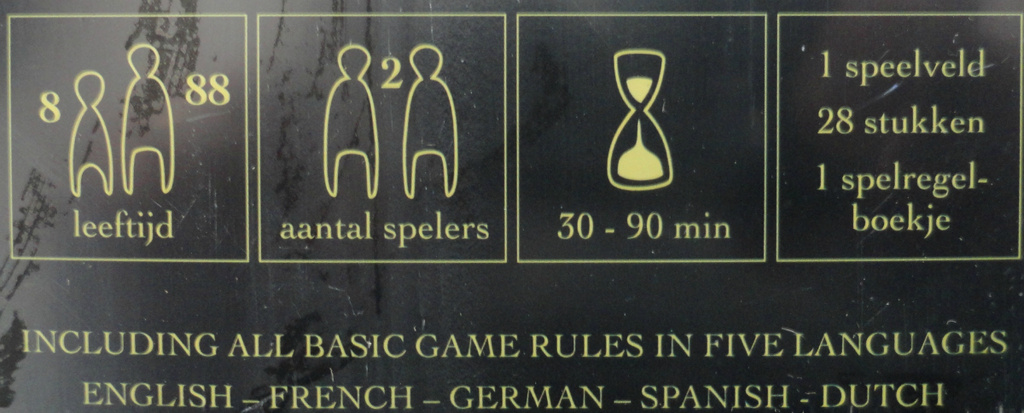 8 88
leeftijd
2
aantal spelers
30 - 90 min
1 speelveld
28 stukken
1 spelregel-
boekje
INCLUDING ALL BASIC GAME RULES IN FIVE LANGUAGES
ENGLISH – FRENCH – GERMAN – SPANISH - DUTCH